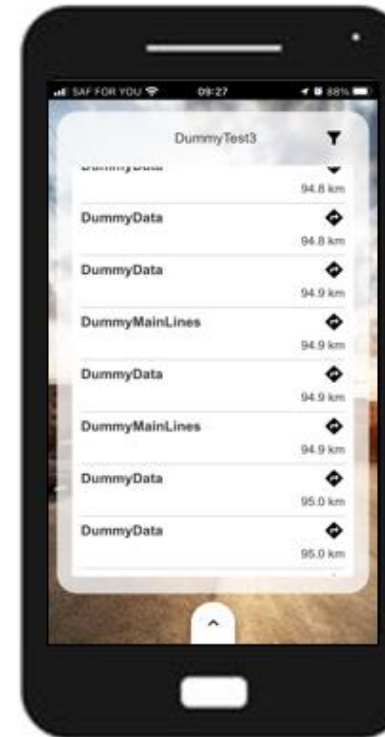 SAF FOR YOU 09:27 88%
DummyTest3
DummyData
94.8 km
DummyData
94.8 km
DummyData
94.9 km
DummyMainLines
94.9 km
DummyData
94.9 km
DummyMainLines
94.9 km
DummyData
95.0 km
DummyData
95.0 km